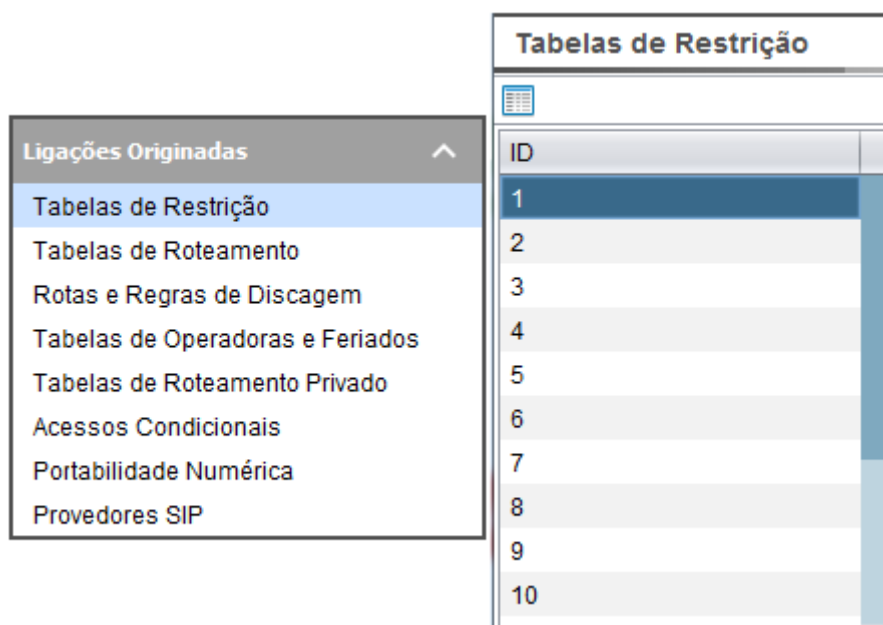 Ligações Originadas
Tabelas de Restrição
Tabelas de Roteamento
Rotas e Regras de Discagem
Tabelas de Operadoras e Feriados
Tabelas de Roteamento Privado
Acessos Condicionais
Portabilidade Numérica
Provedores SIP
Tabelas de Restrição
ID
1
2
3
4
5
6
7
8
9
10